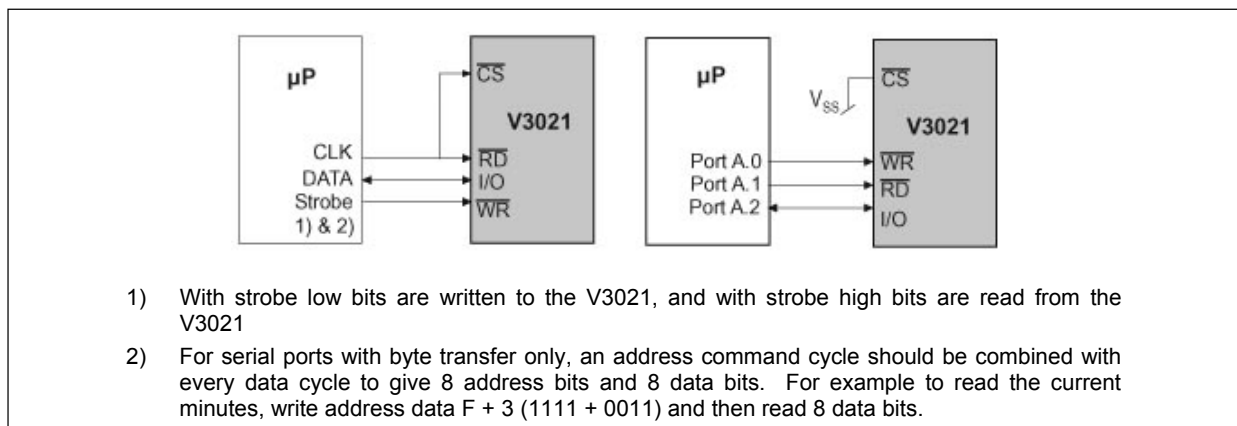 µP
CLK
DATA
Strobe
1) & 2)
CS
V3021
RD
I/O
WR
µP
Port A.0
Port A.1
Port A.2
VSS
CS
V3021
WR
RD
I/O
1) With strobe low bits are written to the V3021, and with strobe high bits are read from the
V3021
2) For serial ports with byte transfer only, an address command cycle should be combined with
every data cycle to give 8 address bits and 8 data bits. For example to read the current
minutes, write address data F + 3 (1111 + 0011) and then read 8 data bits.